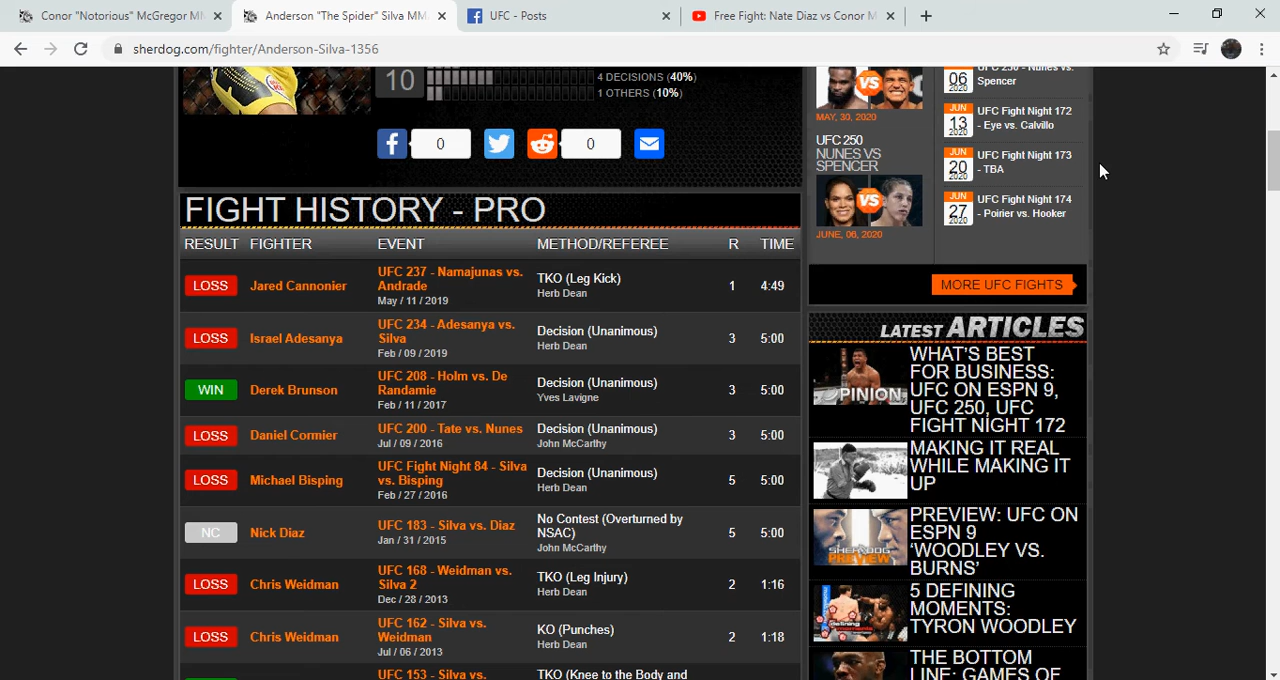 Conor "Notorious" McGregor MM
Anderson "The Spider" Silva MM
UFC - Posts
Free Fight: Nate Diaz vs Conor M
sherdog.com/fighter/Anderson-Silva-1356
10
4 DECISIONS (40%)
1 OTHERS (10%)
0
0
FIGHT HISTORY - PRO
RESULT FIGHTER EVENT METHOD/REFEREE R TIME
LOSS Jared Cannonier UFC 237 - Namajunas vs. Andrade May / 11 / 2019 TKO (Leg Kick) Herb Dean 1 4:49
LOSS Israel Adesanya UFC 234 - Adesanya vs. Silva Feb / 09 / 2019 Decision (Unanimous) Herb Dean 3 5:00
WIN Derek Brunson UFC 208 - Holm vs. De Randamie Feb / 11 / 2017 Decision (Unanimous) Yves Lavigne 3 5:00
LOSS Daniel Cormier UFC 200 - Tate vs. Nunes Jul / 09 / 2016 Decision (Unanimous) John McCarthy 3 5:00
LOSS Michael Bisping UFC Fight Night 84 - Silva vs. Bisping Feb / 27 / 2016 Decision (Unanimous) Herb Dean 5 5:00
NC Nick Diaz UFC 183 - Silva vs. Diaz Jan / 31 / 2015 No Contest (Overturned by NSAC) John McCarthy 5 5:00
LOSS Chris Weidman UFC 168 - Weidman vs. Silva 2 Dec / 28 / 2013 TKO (Leg Injury) Herb Dean 2 1:16
LOSS Chris Weidman UFC 162 - Silva vs. Weidman Jul / 06 / 2013 KO (Punches) Herb Dean 2 1:18
UFC 153 - Silva vs. TKO (Knee to the Body and
VS
MAY, 30, 2020
UFC 250
NUNES VS
SPENCER
VS
JUNE, 06, 2020
06
2020
UFC 250 - Nunes vs.
Spencer
JUN
13
2020
UFC Fight Night 172
- Eye vs. Calvillo
JUN
20
2020
UFC Fight Night 173
- TBA
JUN
27
2020
UFC Fight Night 174
- Poirier vs. Hooker
MORE UFC FIGHTS
LATEST ARTICLES
PINION
WHAT'S BEST
FOR BUSINESS:
UFC ON ESPN 9,
UFC 250, UFC
FIGHT NIGHT 172
MAKING IT REAL
WHILE MAKING IT
UP
SHERDOG
PREVIEW
PREVIEW: UFC ON
ESPN 9
‘WOODLEY VS.
BURNS’
5 DEFINING
MOMENTS:
TYRON WOODLEY
THE BOTTOM
LINE: GAMES OF